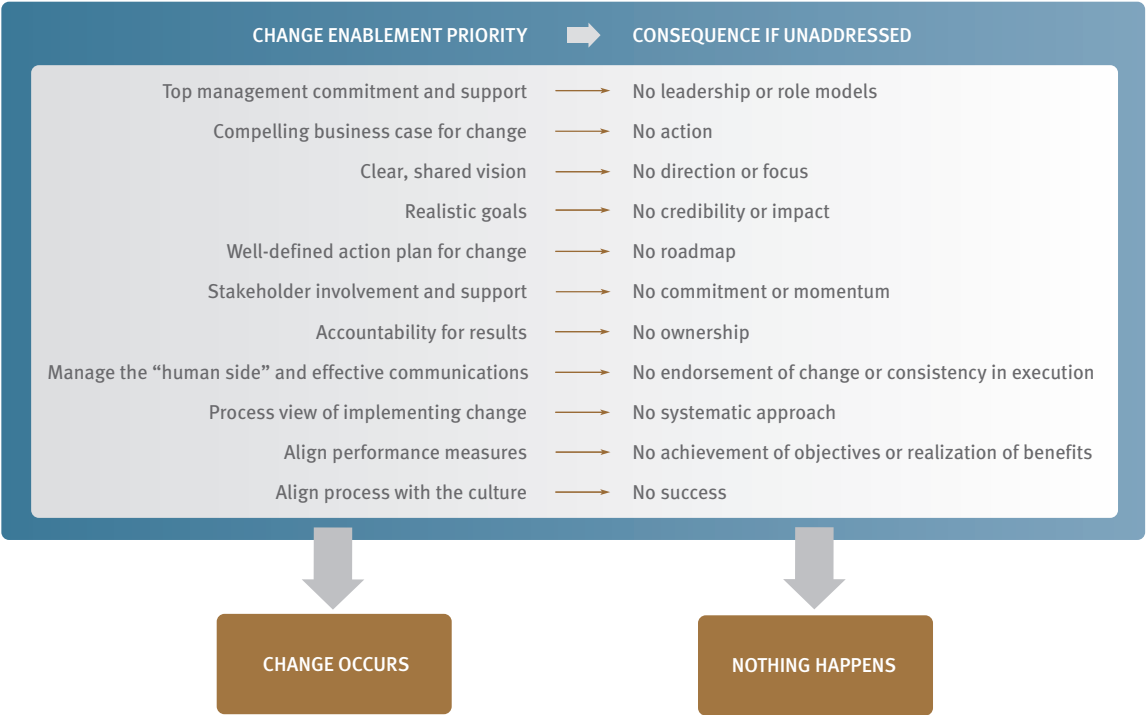 CHANGE ENABLEMENT PRIORITY CONSEQUENCE IF UNADDRESSED
Top management commitment and support No leadership or role models
Compelling business case for change No action
Clear, shared vision No direction or focus
Realistic goals No credibility or impact
Well-defined action plan for change No roadmap
Stakeholder involvement and support No commitment or momentum
Accountability for results No ownership
Manage the “human side” and effective communications No endorsement of change or consistency in execution
Process view of implementing change No systematic approach
Align performance measures No achievement of objectives or realization of benefits
Align process with the culture No success
CHANGE OCCURS NOTHING HAPPENS